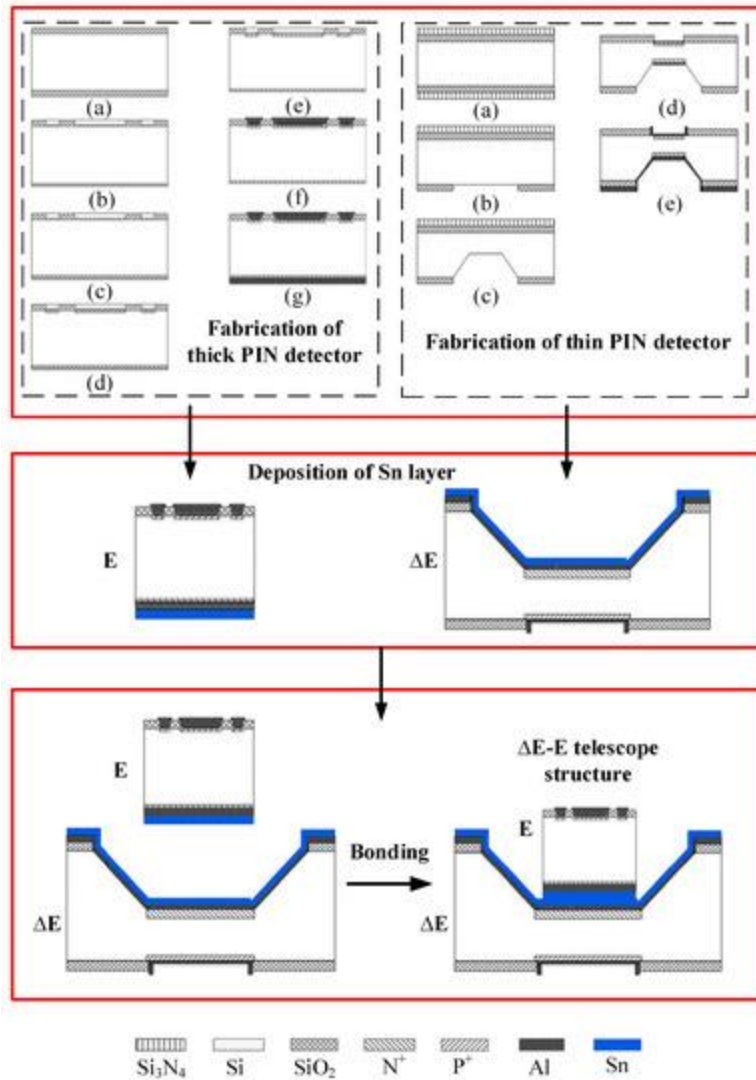 (a)
(b)
(c)
(d)
(e)
(f)
(g)
Fabrication of
thick PIN detector
(a)
(b)
(c)
(d)
(e)
Fabrication of thin PIN detector
Deposition of Sn layer
E
ΔE
E
ΔE
Bonding
ΔE-E telescope
structure
E
ΔE
Si₃N₄ Si SiO₂ N⁺ P⁺ Al Sn